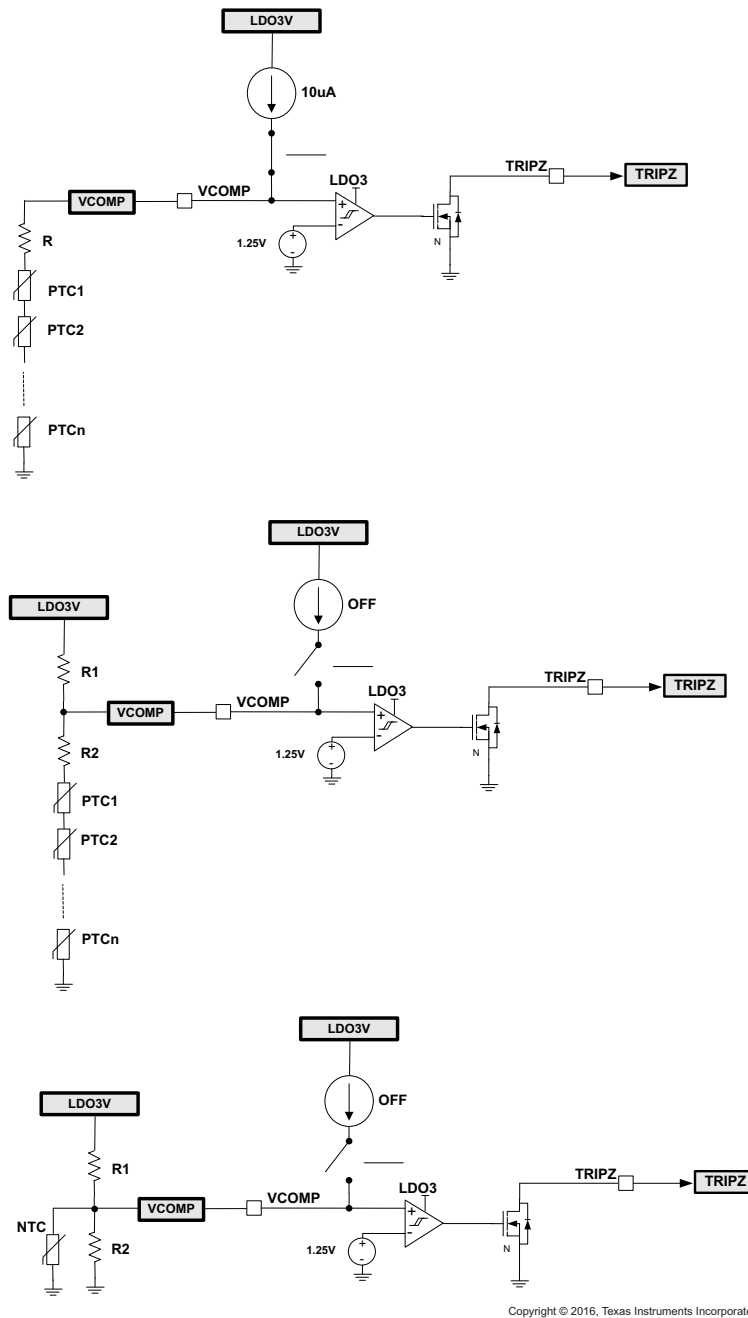 LDO3V
10uA
VCOMP
VCOMP
LDO3
TRIPZ
TRIPZ
+
-
1.25V
+
-
N
R
PTC1
PTC2
PTCn
LDO3V
OFF
LDO3V
R1
VCOMP
VCOMP
LDO3
TRIPZ
TRIPZ
+
-
1.25V
+
-
N
R2
PTC1
PTC2
PTCn
LDO3V
OFF
LDO3V
R1
VCOMP
VCOMP
LDO3
TRIPZ
TRIPZ
+
-
1.25V
+
-
N
NTC
R2
Copyright © 2016, Texas Instruments Incorporate